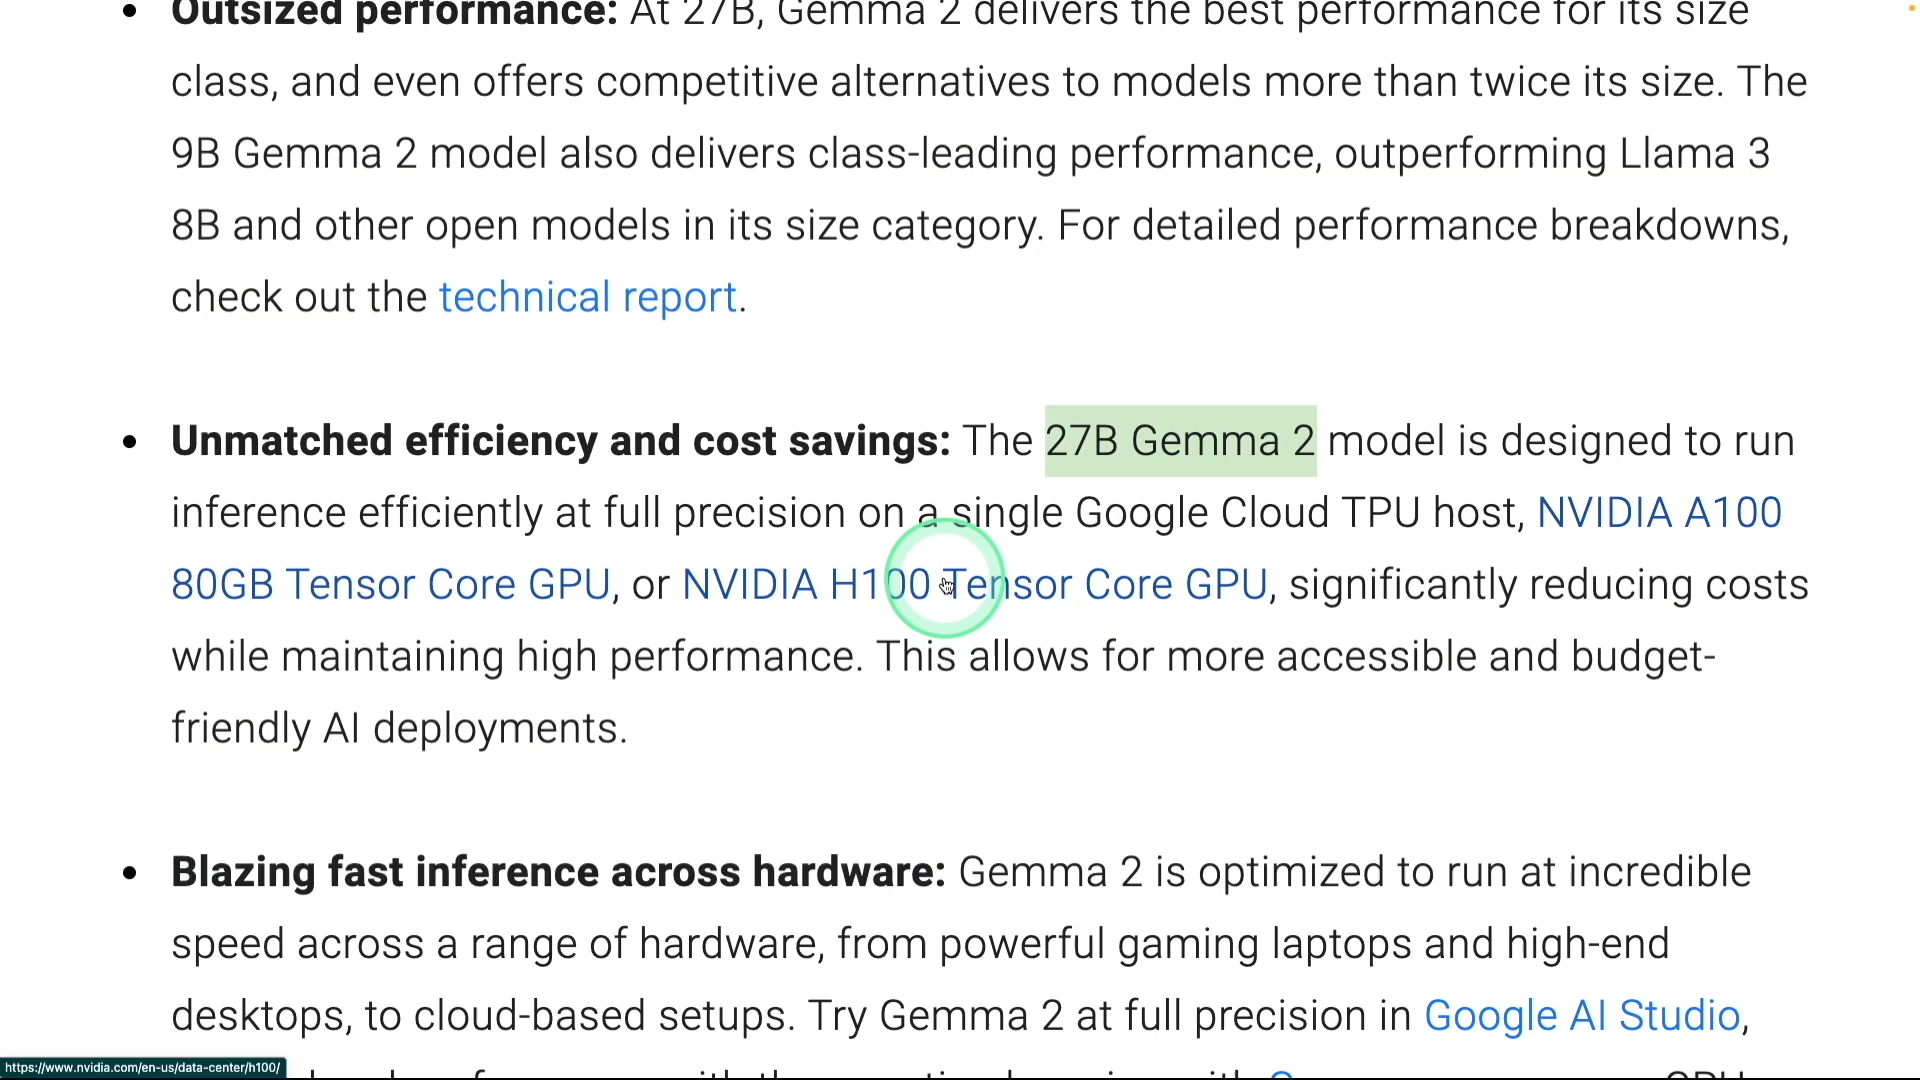 • Outsized performance: At 27B, Gemma 2 delivers the best performance for its size
class, and even offers competitive alternatives to models more than twice its size. The
9B Gemma 2 model also delivers class-leading performance, outperforming Llama 3
8B and other open models in its size category. For detailed performance breakdowns,
check out the technical report.
• Unmatched efficiency and cost savings: The 27B Gemma 2 model is designed to run
inference efficiently at full precision on a single Google Cloud TPU host, NVIDIA A100
80GB Tensor Core GPU, or NVIDIA H100 Tensor Core GPU, significantly reducing costs
while maintaining high performance. This allows for more accessible and budget-
friendly AI deployments.
• Blazing fast inference across hardware: Gemma 2 is optimized to run at incredible
speed across a range of hardware, from powerful gaming laptops and high-end
desktops, to cloud-based setups. Try Gemma 2 at full precision in Google AI Studio,
https://www.nvidia.com/en-us/data-center/h100/